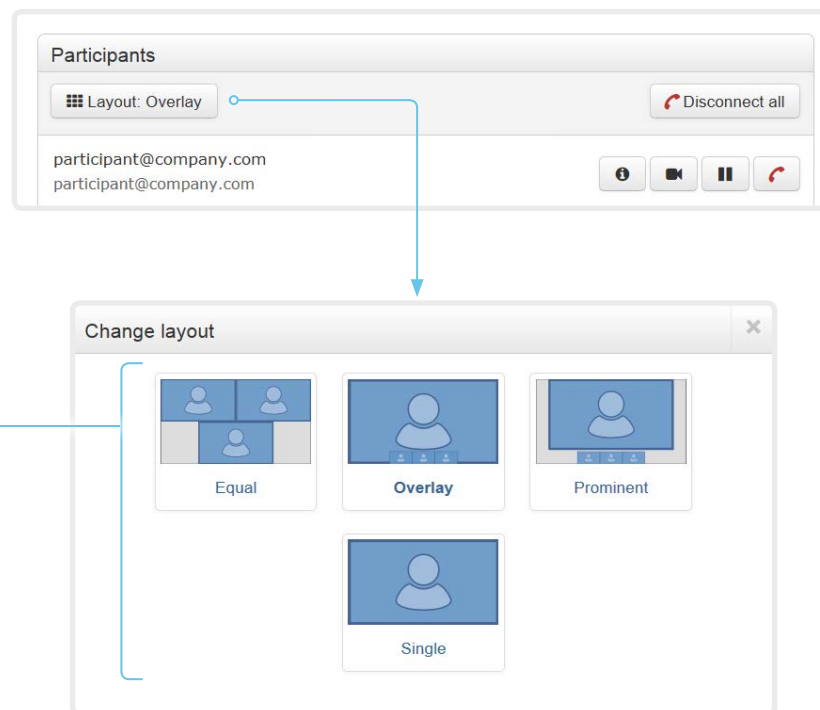 Participants
Layout: Overlay
Disconnect all
participant@company.com
participant@company.com
Change layout
Equal
Overlay
Prominent
Single